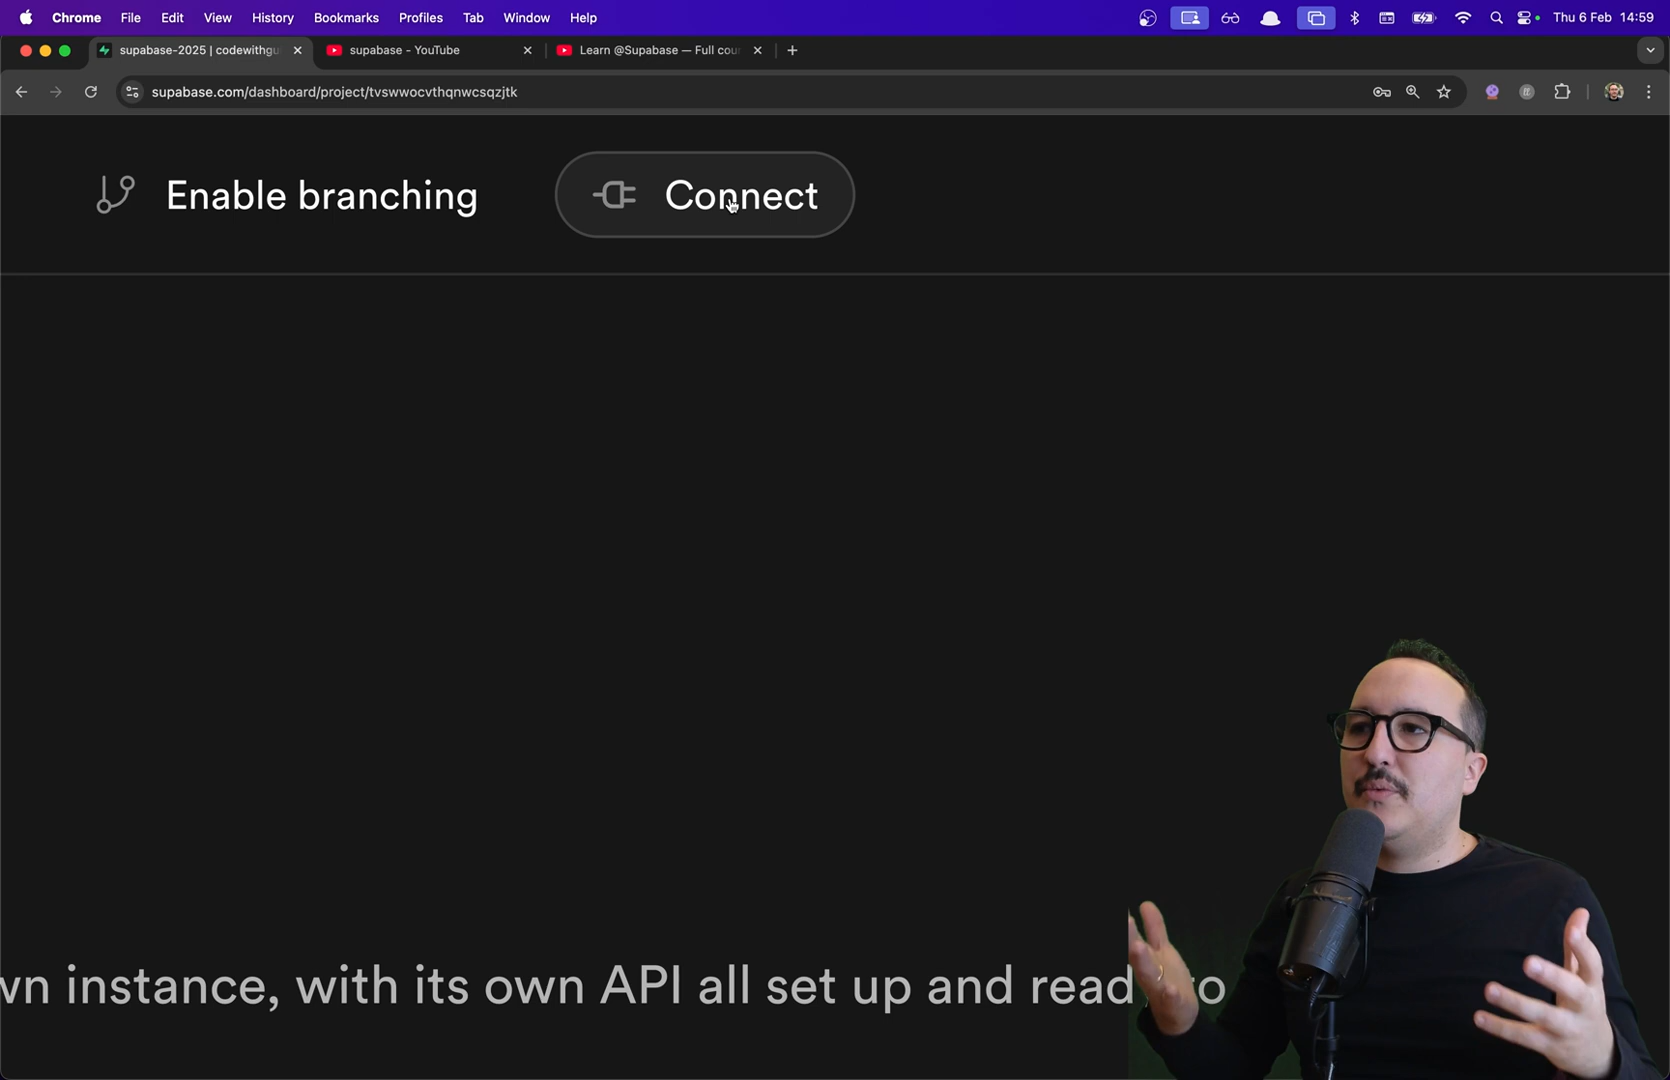 Chrome File Edit View History Bookmarks Profiles Tab Window Help Thu 6 Feb 14:59
supabase-2025 | codewithgu supabase - YouTube Learn @Supabase — Full cou
supabase.com/dashboard/project/tvswwocvthqnwcsqzjtk
Enable branching Connect
wn instance, with its own API all set up and read to